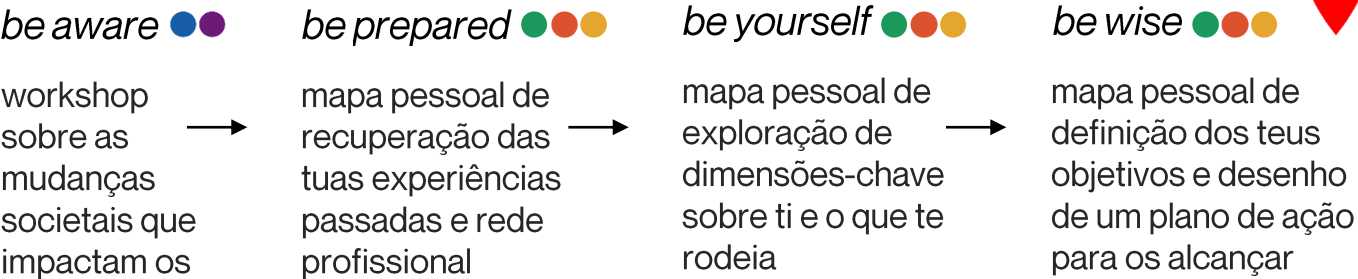 be aware
workshop
sobre as
mudanças
societais que
impactam os
be prepared
mapa pessoal de
recuperação das
tuas experiências
passadas e rede
profissional
be yourself
mapa pessoal de
exploração de
dimensões-chave
sobre ti e o que te
rodeia
be wise
mapa pessoal de
definição dos teus
objetivos e desenho
de um plano de ação
para os alcançar